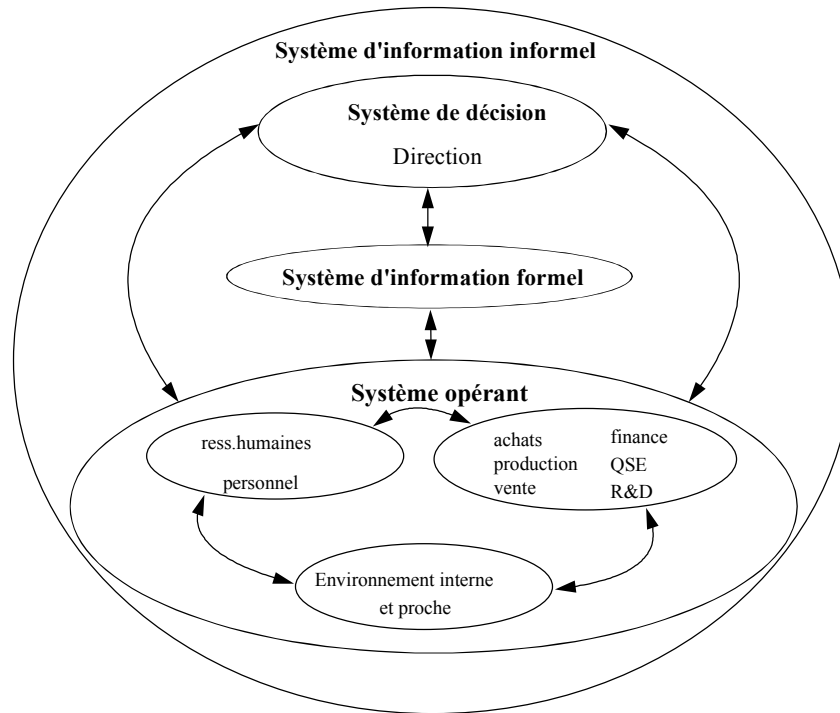 Système d'information informel
Système de décision
Direction
Système d'information formel
Système opérant
ress.humaines
personnel
achats
production
vente
finance
QSE
R&D
Environnement interne
et proche